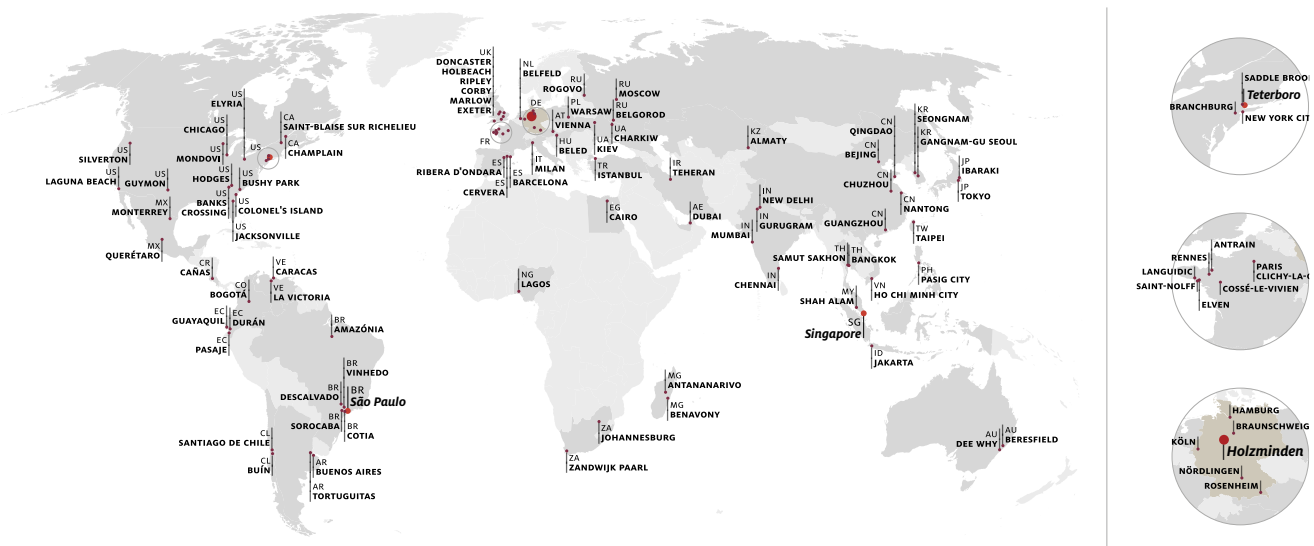 US
ELYRIA
US
CHICAGO
US
MONDOVI
US
SILVERTON
US
LAGUNA BEACH
US
GUYMON
US
HODGES
US
BUSHY PARK
US
BANKS
CROSSING
US
COLONEL'S ISLAND
US
JACKSONVILLE
US
CA
SAINT-BLAISE SUR RICHELIEU
CA
CHAMPLAIN
MX
MONTERREY
MX
QUERÉTARO
CR
CAÑAS
VE
CARACAS
VE
LA VICTORIA
CO
BOGOTÁ
EC
GUAYAQUIL
EC
DURÁN
EC
PASAJE
BR
AMAZÓNIA
BR
VINHEDO
BR
DESCALVADO
BR
São Paulo
BR
SOROCABA
BR
COTIA
CL
SANTIAGO DE CHILE
CL
BUÍN
AR
BUENOS AIRES
AR
TORTUGUITAS
UK
DONCASTER
HOLBEACH
RIPLEY
CORBY
MARLOW
EXETER
FR
NL
BELFELD
DE
RU
ROGOVO
RU
MOSCOW
PL
WARSAW
RU
BELGOROD
AT
VIENNA
UA
CHARKIW
UA
KIEV
HU
BELED
IT
MILAN
TR
ISTANBUL
ES
RIBERA D'ONDARA
ES
BARCELONA
ES
CERVERA
IR
TEHERAN
EG
CAIRO
AE
DUBAI
NG
LAGOS
MG
ANTANANARIVO
MG
BENAVONY
ZA
JOHANNESBURG
ZA
ZANDWIJK PAARL
KZ
ALMATY
IN
NEW DELHI
IN
GURUGRAM
IN
MUMBAI
IN
CHENNAI
CN
QINGDAO
CN
BEJING
CN
CHUZHOU
CN
NANTONG
CN
GUANGZHOU
KR
SEONGNAM
KR
GANGNAM-GU SEOUL
JP
IBARAKI
JP
TOKYO
TW
TAIPEI
TH
SAMUT SAKHON
TH
BANGKOK
PH
PASIG CITY
VN
HO CHI MINH CITY
MY
SHAH ALAM
SG
Singapore
ID
JAKARTA
AU
DEE WHY
AU
BERESFIELD
SADDLE BROO
Teterboro
BRANCHBURG
NEW YORK CIT
ANTRAIN
RENNES
PARIS
LANGUIDIC
CLICHY-LA-G
SAINT-NOLFF
COSSÉ-LE-VIVIEN
ELVEN
HAMBURG
BRAUNSCHWEIG
KÖLN
Holzminden
NÖRDLINGEN
ROSENHEIM